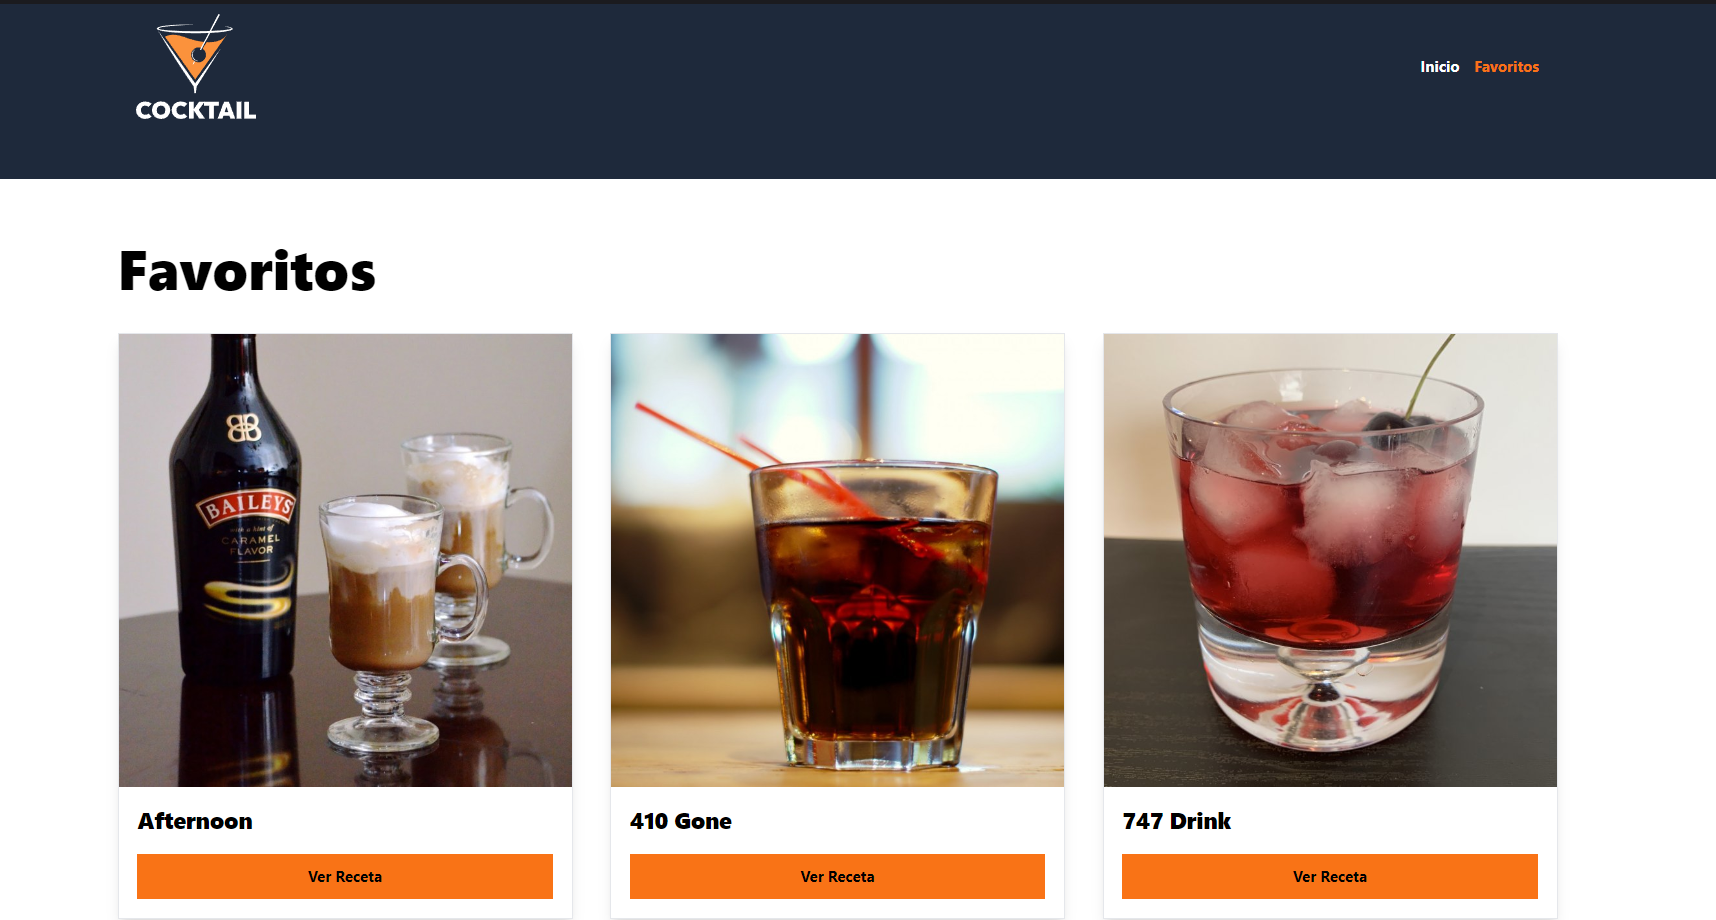 COCKTAIL
Inicio Favoritos
Favoritos
BAILEYS
with a hint of
CARAMEL
FLAVOR
Afternoon
410 Gone
747 Drink
Ver Receta
Ver Receta
Ver Receta